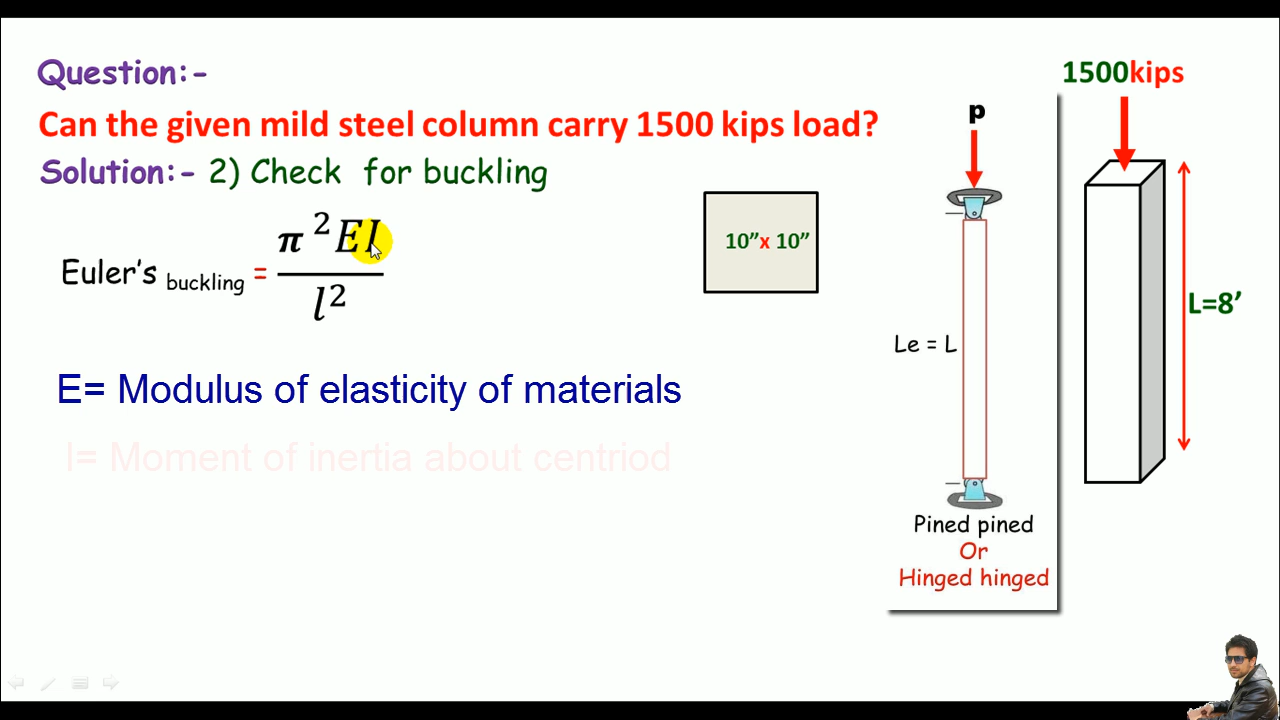 Question:-
Can the given mild steel column carry 1500 kips load?
Solution:- 2) Check for buckling
Euler's buckling = π ² EI / l²
E= Modulus of elasticity of materials
I= Moment of inertia about centriod
10”x 10”
p
Le = L
Pined pined
Or
Hinged hinged
1500kips
L=8’